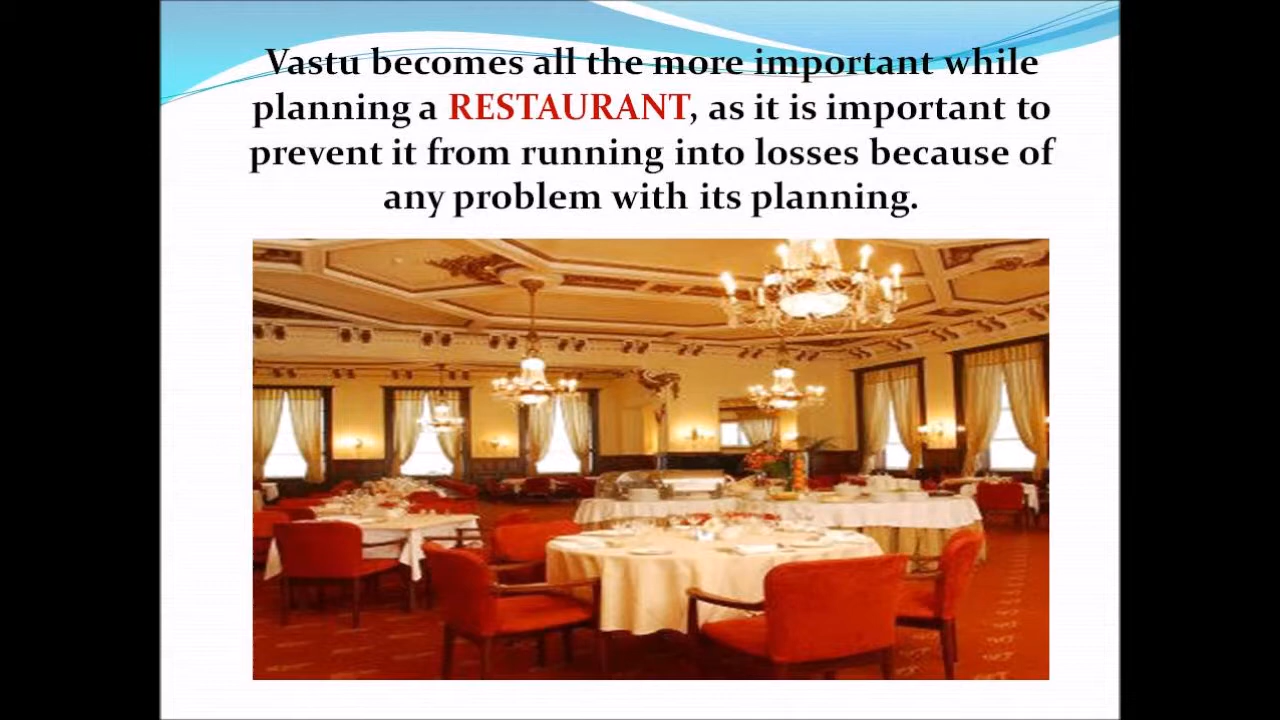 Vastu becomes all the more important while
planning a RESTAURANT, as it is important to
prevent it from running into losses because of
any problem with its planning.